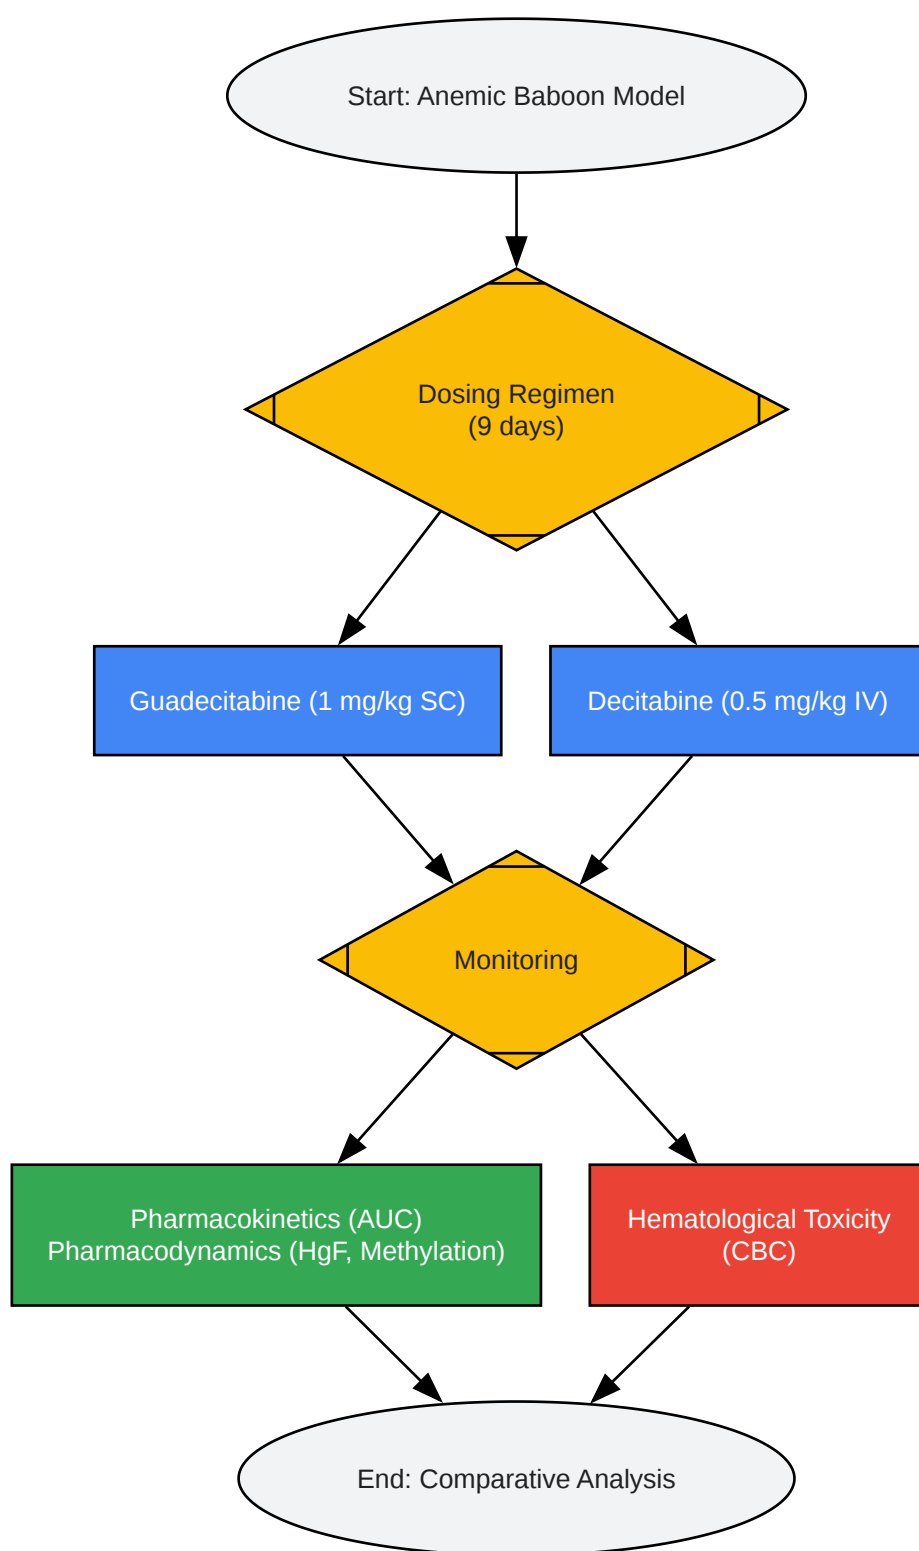 Start: Anemic Baboon Model
Dosing Regimen
(9 days)
Guadecitabine (1 mg/kg SC)
Decitabine (0.5 mg/kg IV)
Monitoring
Pharmacokinetics (AUC)
Pharmacodynamics (HgF, Methylation)
Hematological Toxicity
(CBC)
End: Comparative Analysis